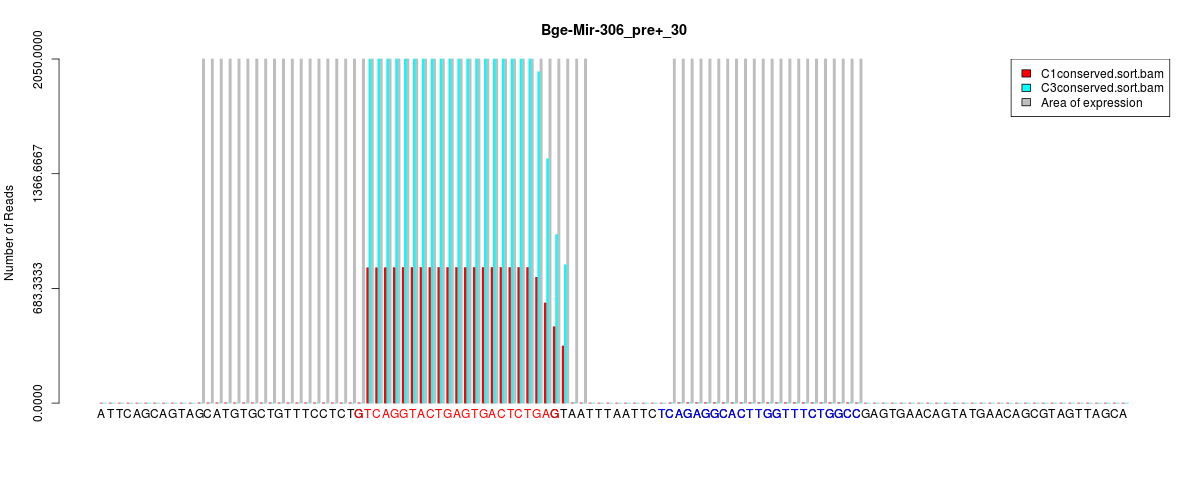 Bge-Mir-306_pre+_30
C1conserved.sort.bam
C3conserved.sort.bam
Area of expression
Number of Reads
2050.0000
1366.6667
683.3333
0.0000
ATTCAGCAGTAGCATGTGCTGTTTCCTCTGTCAGGTACTGAGTGACTCTGAGTAATTTAATTCTCAGAGGCACTTGGTTTCTGGCCGAGTGAACAGTATGAACAGCGTAGTTAGCA